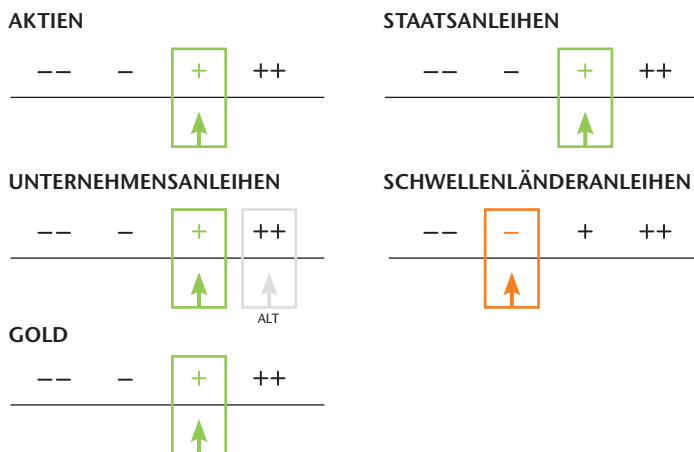 AKTIEN
−− − + ++
STAATSANLEIHEN
−− − + ++
UNTERNEHMENSANLEIHEN
−− − + ++
ALT
SCHWELLENLÄNDERANLEIHEN
−− − + ++
GOLD
−− − + ++